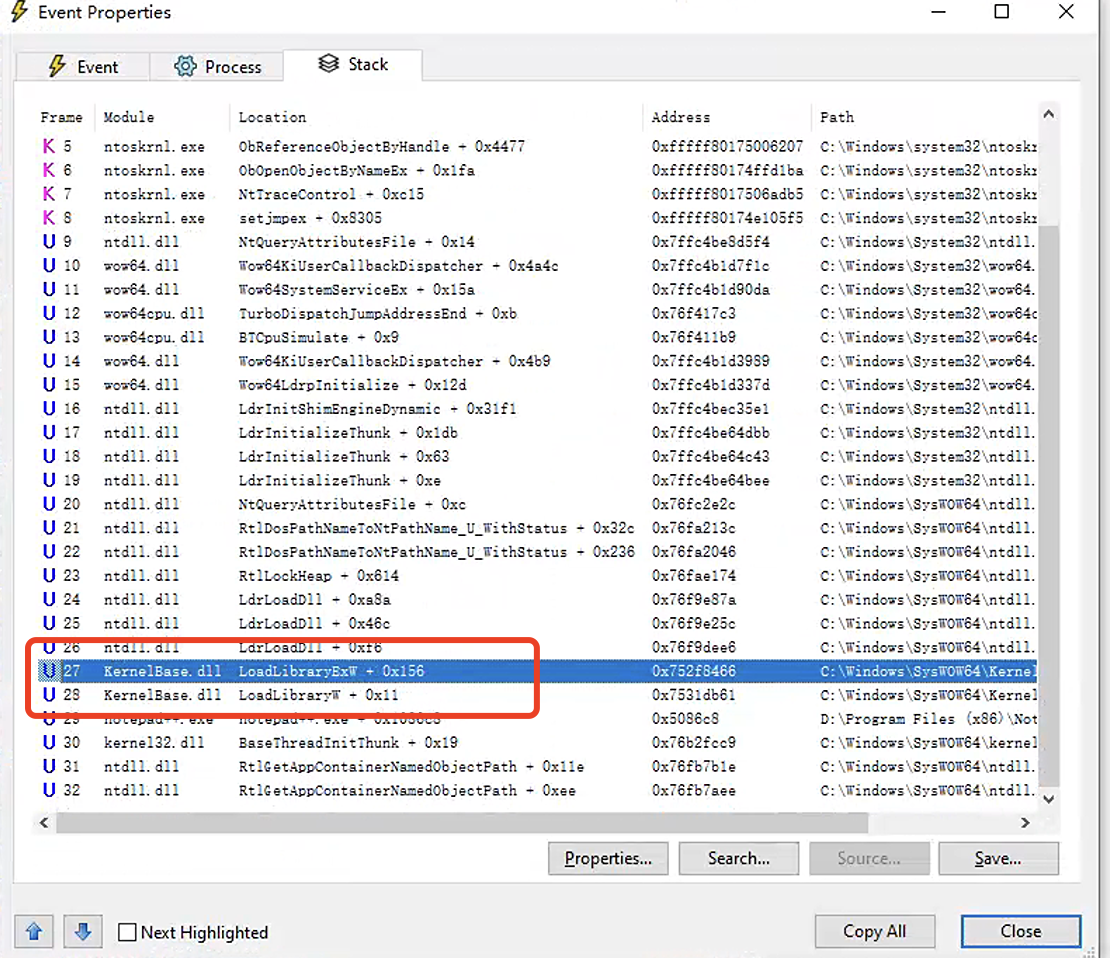 Event Properties
Event Process Stack
Frame Module Location Address Path
K 5 ntoskrnl.exe ObReferenceObjectByHandle + 0x4477 0xfffff80175006207 C:\Windows\system32\ntoskr
K 6 ntoskrnl.exe ObOpenObjectByNameEx + 0x1fa 0xfffff80174ffd1ba C:\Windows\system32\ntoskr
K 7 ntoskrnl.exe NtTraceControl + 0xc15 0xfffff8017506adb5 C:\Windows\system32\ntoskr
K 8 ntoskrnl.exe setjmpex + 0x8305 0xfffff80174e105f5 C:\Windows\system32\ntoskr
U 9 ntdll.dll NtQueryAttributesFile + 0x14 0x7ffc4be8d5f4 C:\Windows\System32\ntdll.
U 10 wow64.dll Wow64KiUserCallbackDispatcher + 0x4a4c 0x7ffc4b1d7f1c C:\Windows\System32\wow64.
U 11 wow64.dll Wow64SystemServiceEx + 0x15a 0x7ffc4b1d90da C:\Windows\System32\wow64.
U 12 wow64cpu.dll TurboDispatchJumpAddressEnd + 0xb 0x76f417c3 C:\Windows\System32\wow64c
U 13 wow64cpu.dll BTCpuSimulate + 0x9 0x76f411b9 C:\Windows\System32\wow64c
U 14 wow64.dll Wow64KiUserCallbackDispatcher + 0x4b9 0x7ffc4b1d3989 C:\Windows\System32\wow64.
U 15 wow64.dll Wow64LdrpInitialize + 0x12d 0x7ffc4b1d337d C:\Windows\System32\wow64.
U 16 ntdll.dll LdrInitShimEngineDynamic + 0x31f1 0x7ffc4bec35e1 C:\Windows\System32\ntdll.
U 17 ntdll.dll LdrInitializeThunk + 0x1db 0x7ffc4be64dbb C:\Windows\System32\ntdll.
U 18 ntdll.dll LdrInitializeThunk + 0x63 0x7ffc4be64c43 C:\Windows\System32\ntdll.
U 19 ntdll.dll LdrInitializeThunk + 0xe 0x7ffc4be64bee C:\Windows\System32\ntdll.
U 20 ntdll.dll NtQueryAttributesFile + 0xc 0x76fc2e2c C:\Windows\SysWOW64\ntdll.
U 21 ntdll.dll RtlDosPathNameToNtPathName_U_WithStatus + 0x32c 0x76fa213c C:\Windows\SysWOW64\ntdll.
U 22 ntdll.dll RtlDosPathNameToNtPathName_U_WithStatus + 0x236 0x76fa2046 C:\Windows\SysWOW64\ntdll.
U 23 ntdll.dll RtlLockHeap + 0x614 0x76fae174 C:\Windows\SysWOW64\ntdll.
U 24 ntdll.dll LdrLoadDll + 0xa8a 0x76f9e87a C:\Windows\SysWOW64\ntdll.
U 25 ntdll.dll LdrLoadDll + 0x46c 0x76f9e25c C:\Windows\SysWOW64\ntdll.
U 26 ntdll.dll LdrLoadDll + 0xf6 0x76f9dee6 C:\Windows\SysWOW64\ntdll.
U 27 KernelBase.dll LoadLibraryExW + 0x156 0x752f8466 C:\Windows\SysWOW64\Kernel
U 28 KernelBase.dll LoadLibraryW + 0x11 0x7531db61 C:\Windows\SysWOW64\Kernel
U 29 notepad++.exe notepad++.exe + 0x1086c8 0x5086c8 D:\Program Files (x86)\Not
U 30 kernel32.dll BaseThreadInitThunk + 0x19 0x76b2fcc9 C:\Windows\SysWOW64\kernel
U 31 ntdll.dll RtlGetAppContainerNamedObjectPath + 0x11e 0x76fb7b1e C:\Windows\SysWOW64\ntdll.
U 32 ntdll.dll RtlGetAppContainerNamedObjectPath + 0xee 0x76fb7aee C:\Windows\SysWOW64\ntdll.
Properties... Search... Source... Save...
Next Highlighted Copy All Close